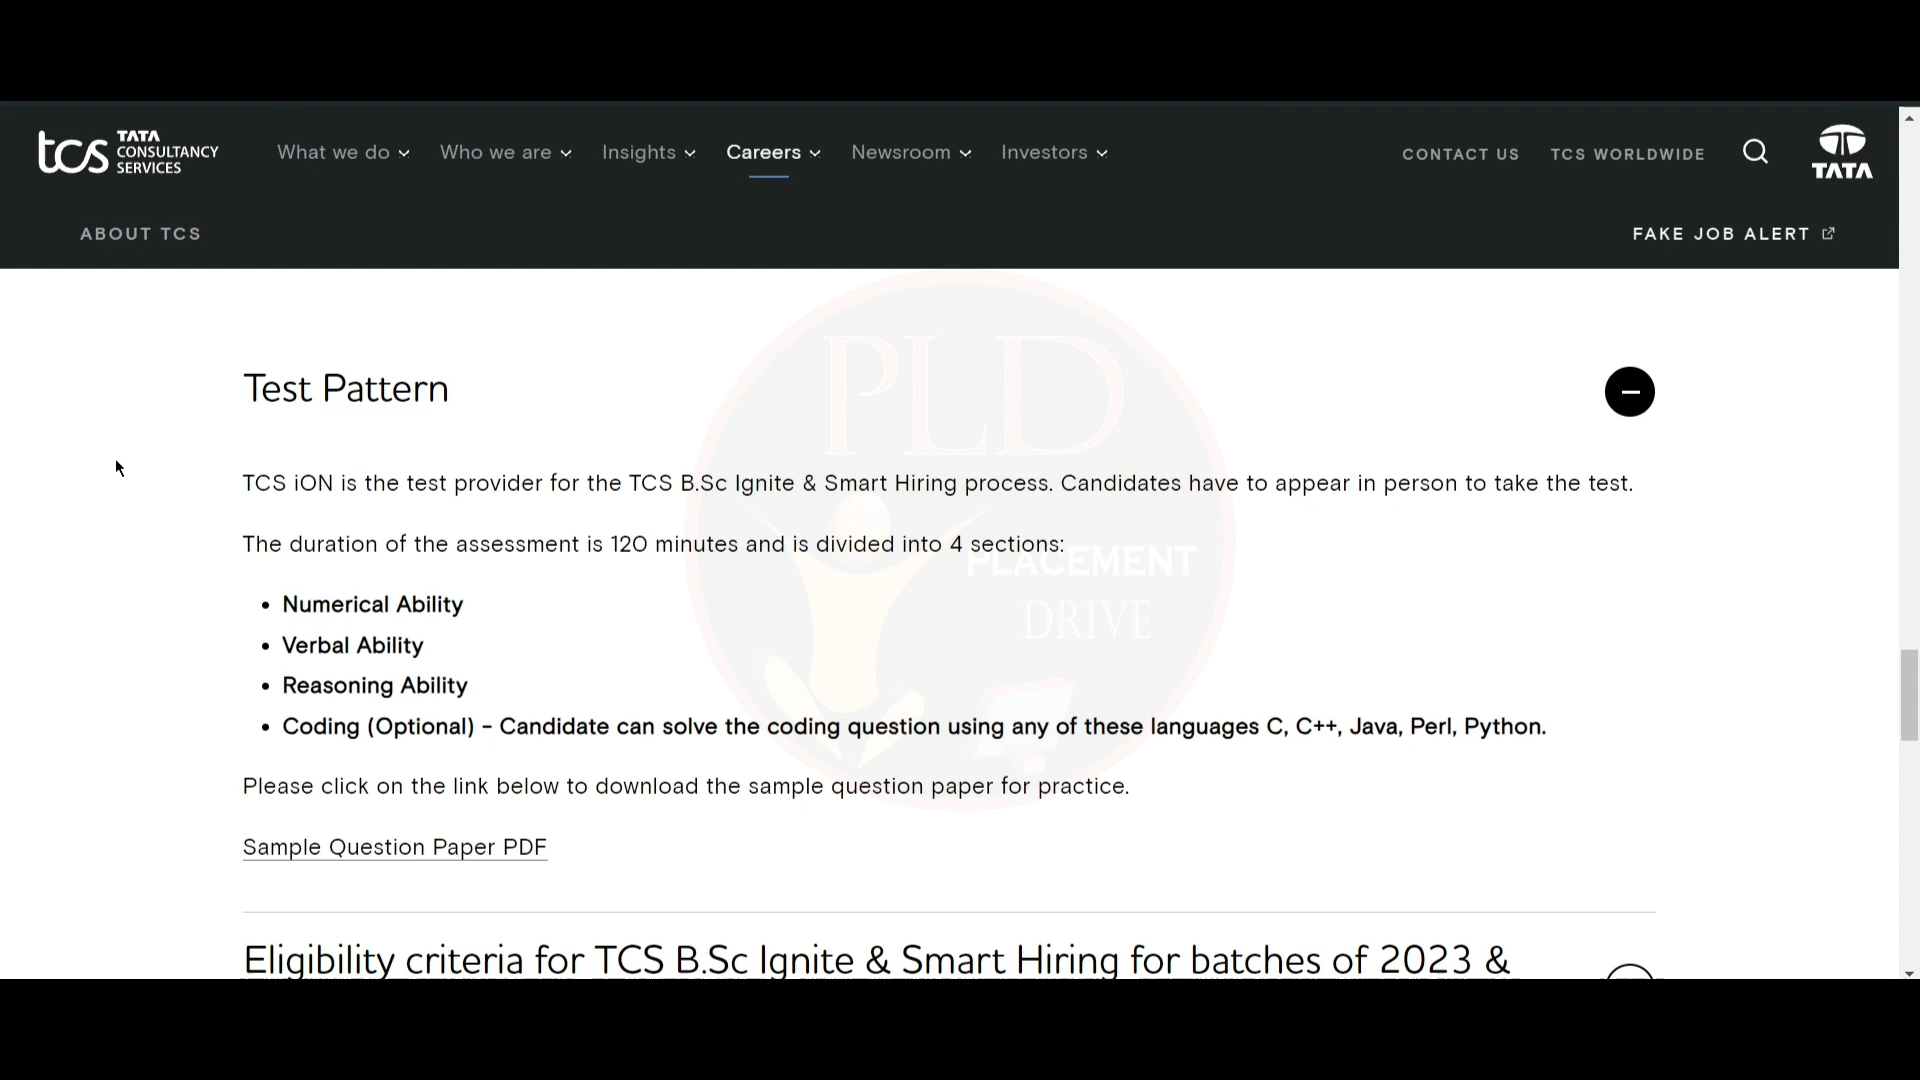 tcs TATA CONSULTANCY SERVICES
What we do
Who we are
Insights
Careers
Newsroom
Investors
CONTACT US
TCS WORLDWIDE
TATA
ABOUT TCS
FAKE JOB ALERT
PLD
PLACEMENT
DRIVE
Test Pattern
TCS iON is the test provider for the TCS B.Sc Ignite & Smart Hiring process. Candidates have to appear in person to take the test.
The duration of the assessment is 120 minutes and is divided into 4 sections:
• Numerical Ability
• Verbal Ability
• Reasoning Ability
• Coding (Optional) – Candidate can solve the coding question using any of these languages C, C++, Java, Perl, Python.
Please click on the link below to download the sample question paper for practice.
Sample Question Paper PDF
Eligibility criteria for TCS B.Sc Ignite & Smart Hiring for batches of 2023 &